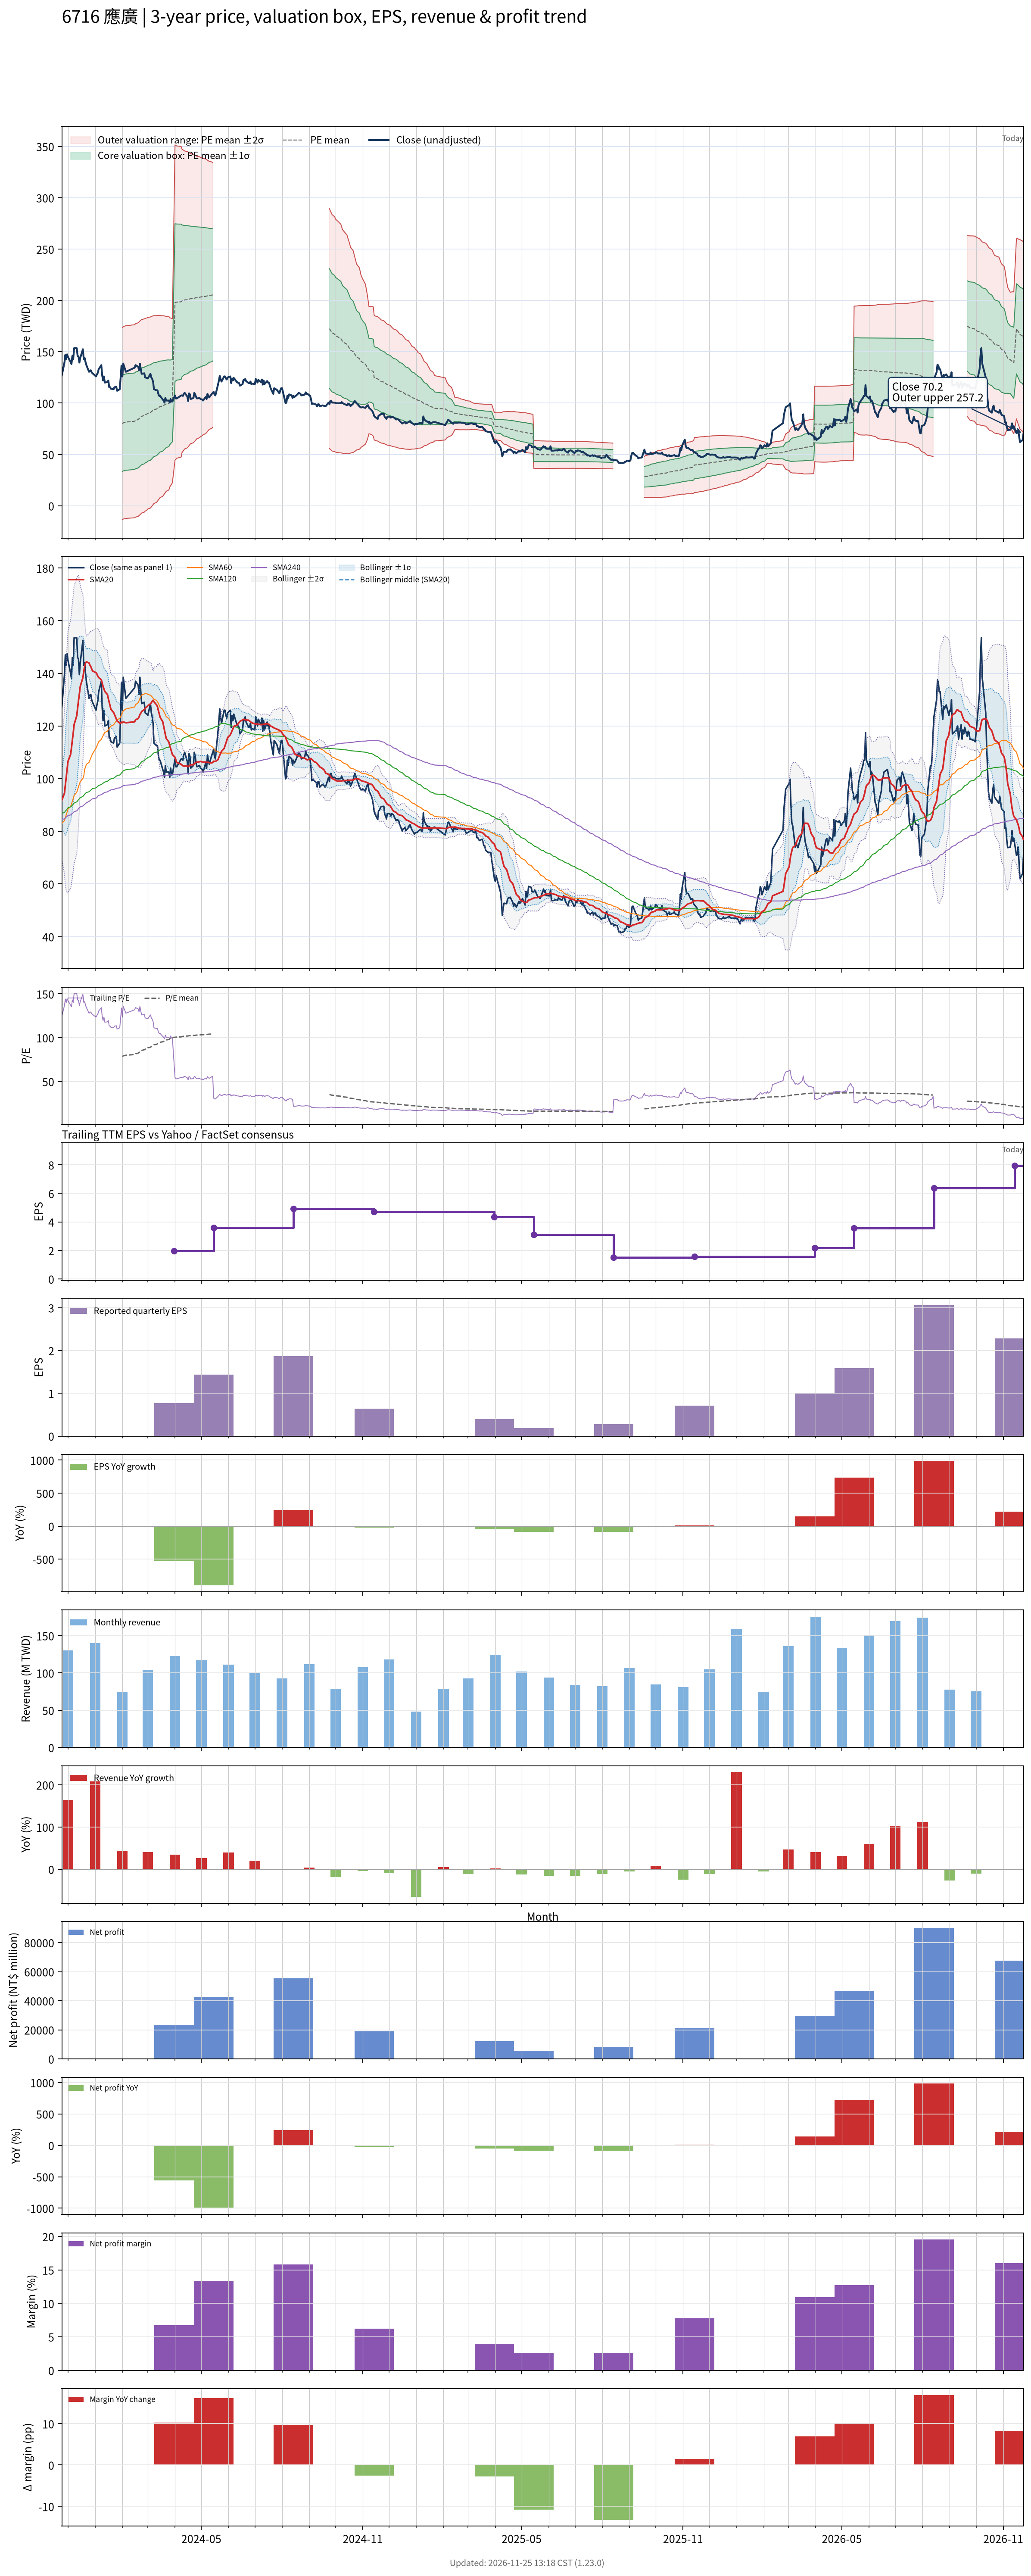 6716 應廣 | 3-year price, valuation box, EPS, revenue & profit trend
Outer valuation range: PE mean ±2σ
PE mean
Close (unadjusted)
Core valuation box: PE mean ±1σ
Today
350
300
250
200
150
100
50
0
Price (TWD)
Close 70.2
Outer upper 257.2
Close (same as panel 1)
SMA60
SMA240
Bollinger ±1σ
SMA20
SMA120
Bollinger ±2σ
Bollinger middle (SMA20)
180
160
140
120
100
80
60
40
Price
Trailing P/E
P/E mean
150
100
50
P/E
Trailing TTM EPS vs Yahoo / FactSet consensus
Today
8
6
4
2
0
EPS
Reported quarterly EPS
3
2
1
0
EPS
EPS YoY growth
1000
500
0
-500
YoY (%)
Monthly revenue
150
100
50
0
Revenue (M TWD)
Revenue YoY growth
200
100
0
YoY (%)
Month
Net profit
80000
60000
40000
20000
0
Net profit (NT$ million)
Net profit YoY
1000
500
0
-500
-1000
YoY (%)
Net profit margin
20
15
10
5
0
Margin (%)
Margin YoY change
10
0
-10
Δ margin (pp)
2024-05
2024-11
2025-05
2025-11
2026-05
2026-11
Updated: 2026-11-25 13:18 CST (1.23.0)